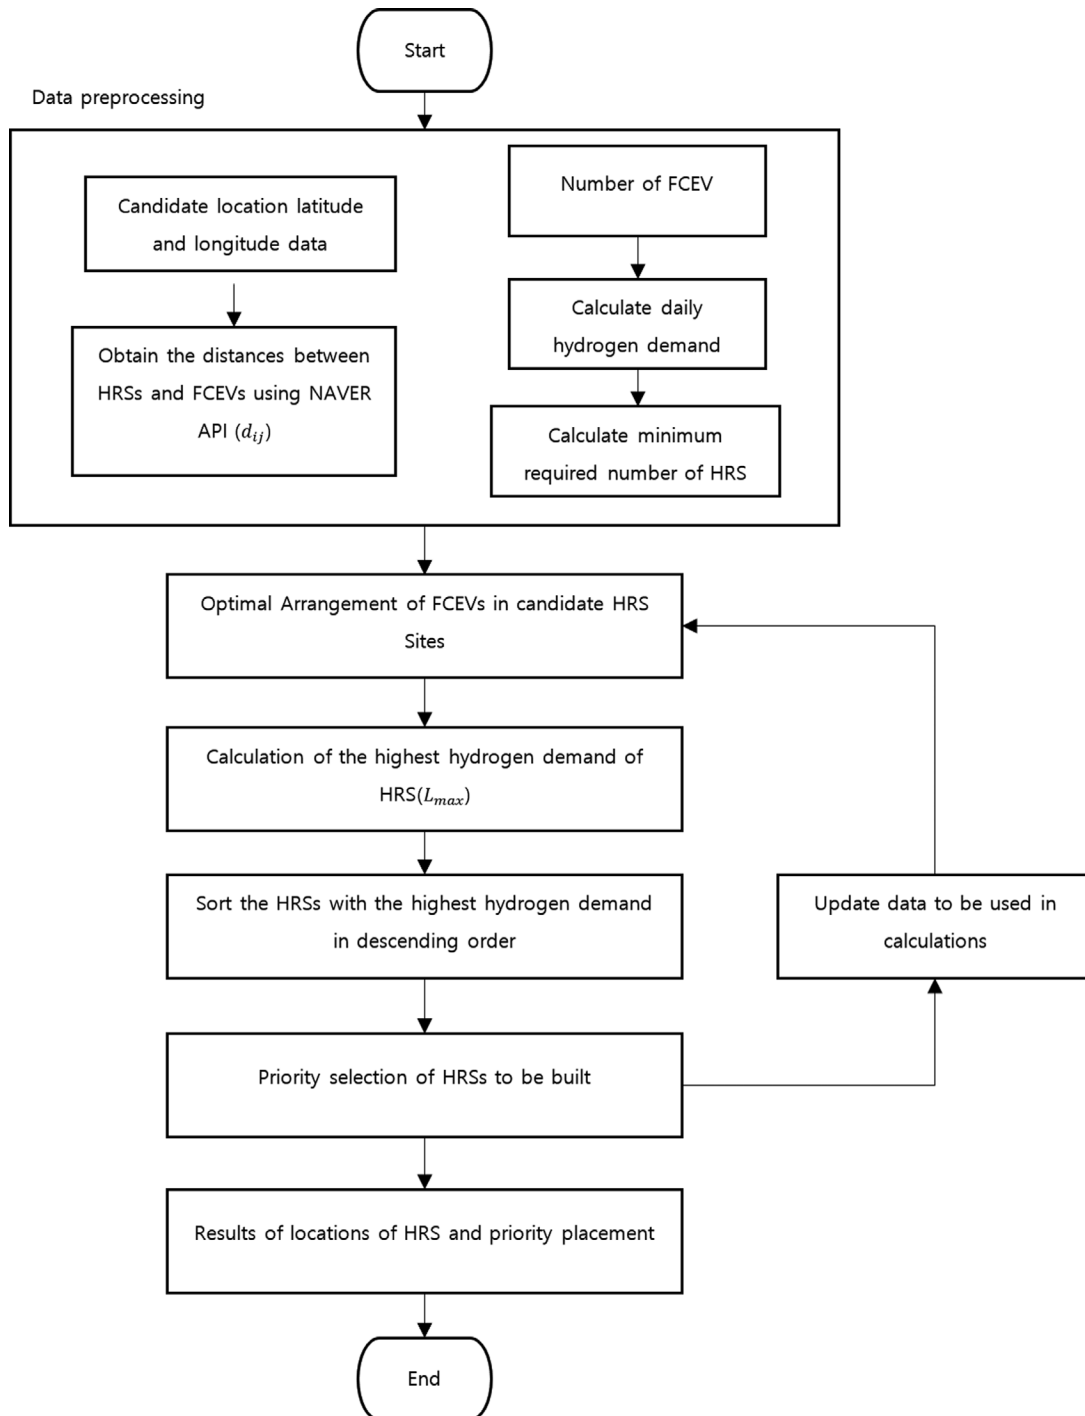 Start
Data preprocessing
Candidate location latitude
and longitude data
Obtain the distances between
HRSs and FCEVs using NAVER
API (d_{ij})
Number of FCEV
Calculate daily
hydrogen demand
Calculate minimum
required number of HRS
Optimal Arrangement of FCEVs in candidate HRS
Sites
Calculation of the highest hydrogen demand of
HRS(L_{max})
Sort the HRSs with the highest hydrogen demand
in descending order
Update data to be used in
calculations
Priority selection of HRSs to be built
Results of locations of HRS and priority placement
End